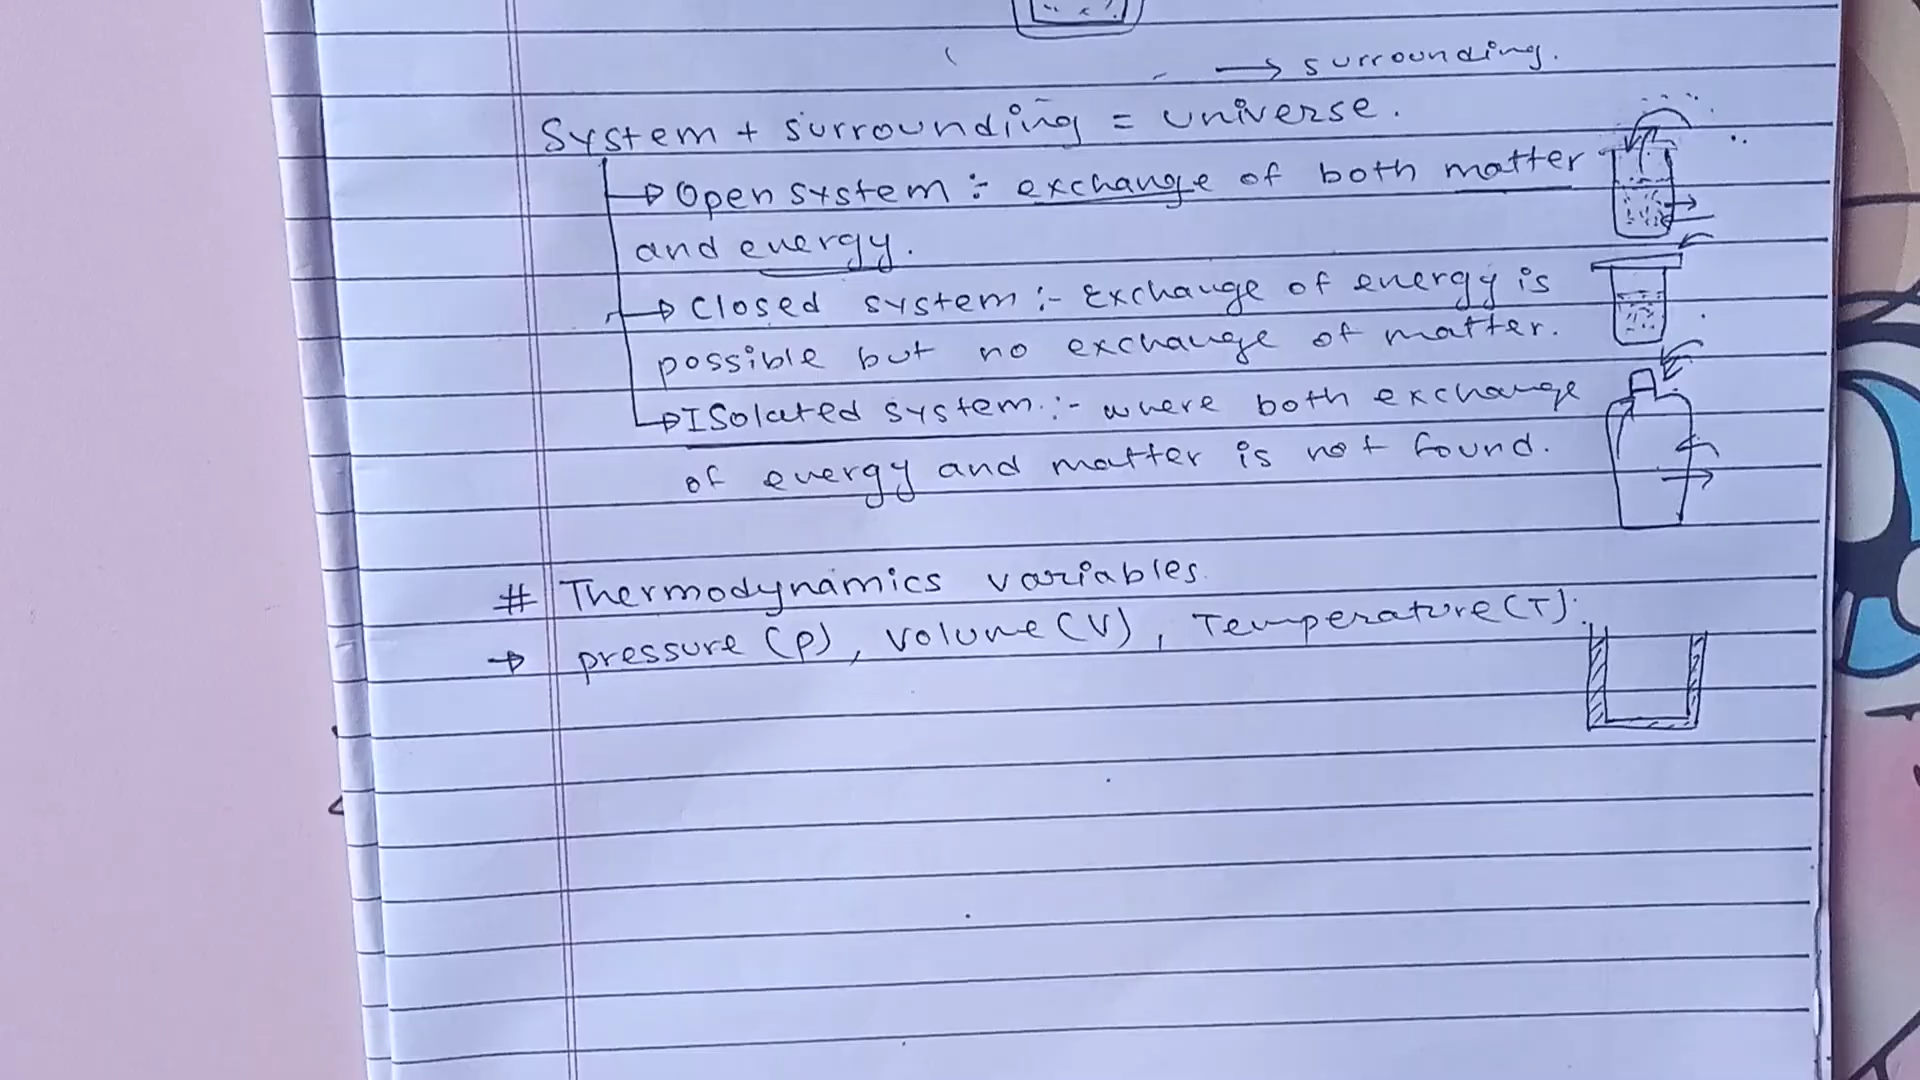 → surrounding.
System + surrounding = universe.
→ Open system :- exchange of both matter
and energy.
→ Closed system :- Exchange of energy is
possible but no exchange of matter.
→ ISolated system :- where both exchange
of energy and matter is not found.
# Thermodynamics variables.
→ pressure (P), volume (V), Temperature (T).